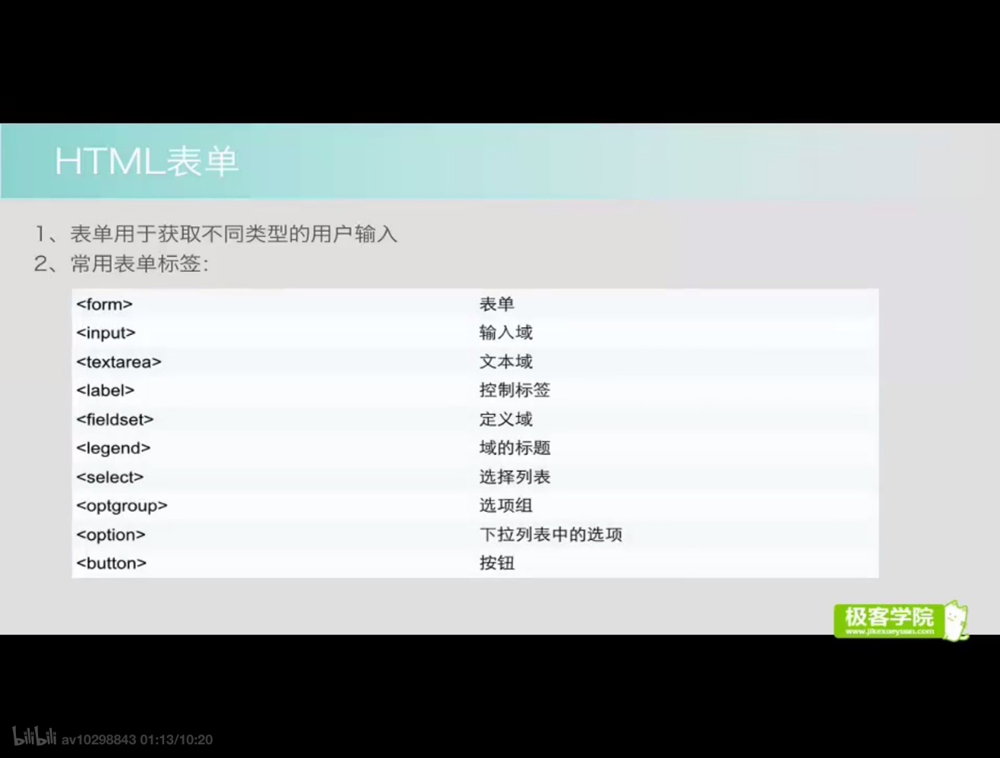 HTML表单
1、表单用于获取不同类型的用户输入
2、常用表单标签：
<form> 表单
<input> 输入域
<textarea> 文本域
<label> 控制标签
<fieldset> 定义域
<legend> 域的标题
<select> 选择列表
<optgroup> 选项组
<option> 下拉列表中的选项
<button> 按钮
极客学院
www.jikexueyuan.com
bilibili av10298843 01:13/10:20